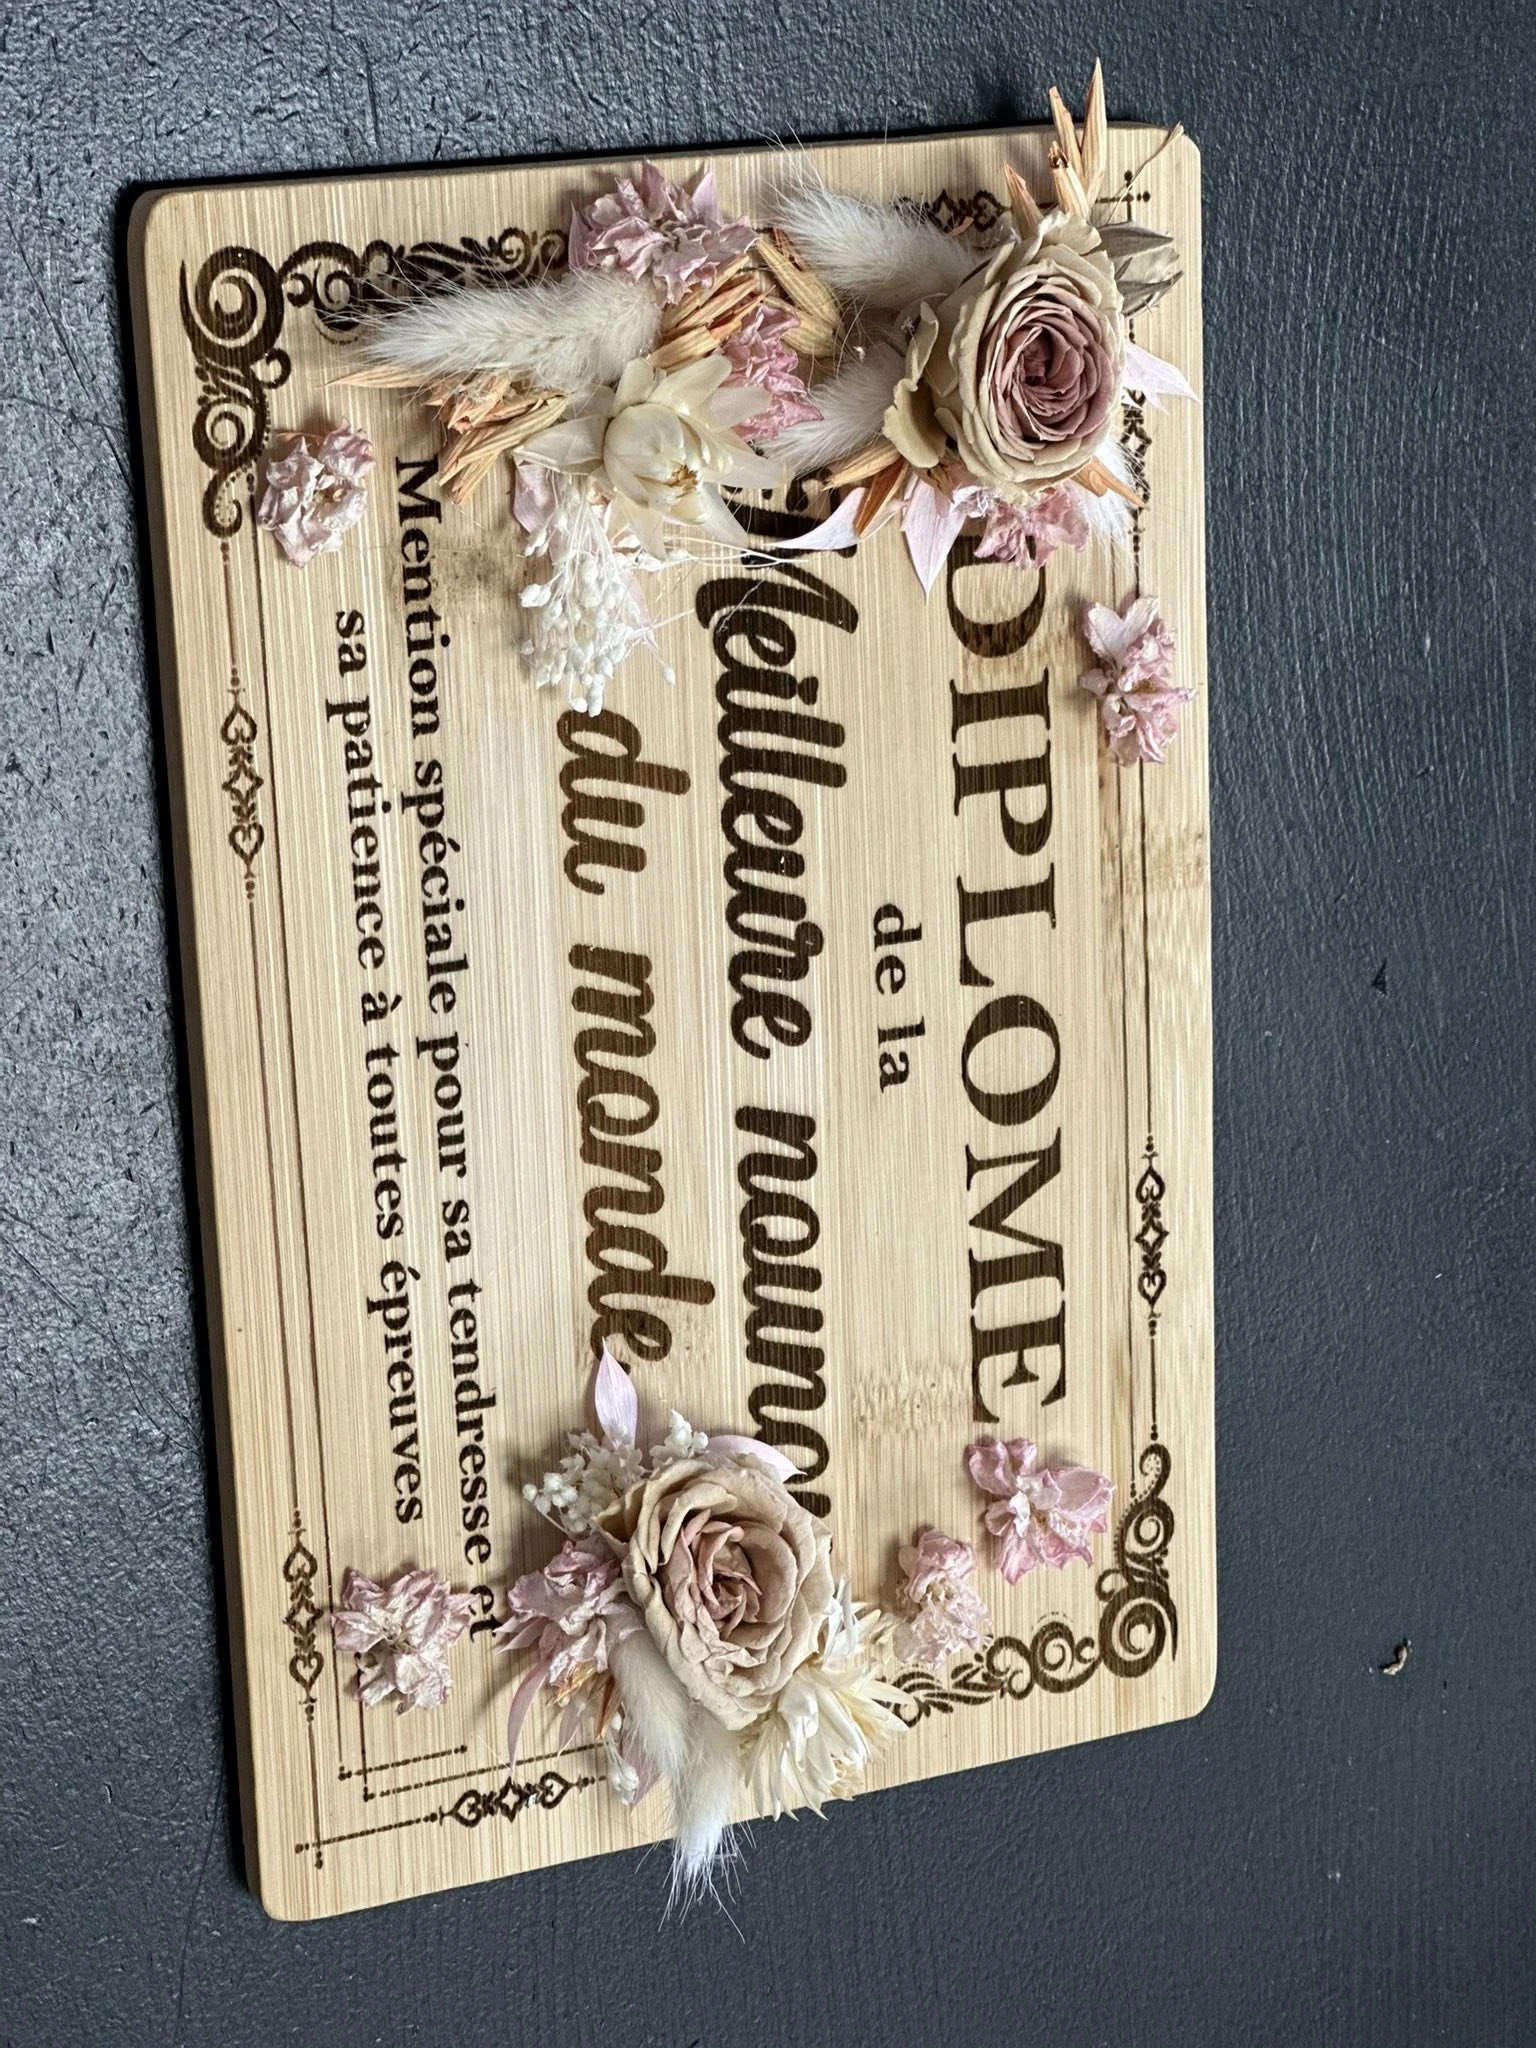 DIPLOME
de la
Meilleure nounou
du monde
Mention spéciale pour sa tendresse et
sa patience à toutes épreuves